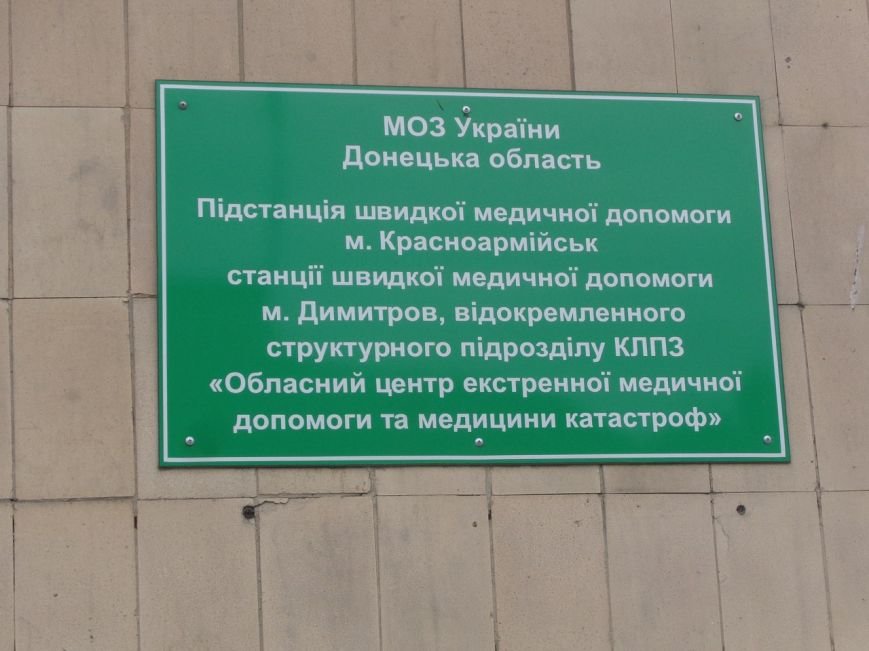 МОЗ України
Донецька область
Підстанція швидкої медичної допомоги
м. Красноармійськ
станції швидкої медичної допомоги
м. Димитров, відокремленного
структурного підрозділу КЛПЗ
«Обласний центр екстренної медичної
допомоги та медицини катастроф»